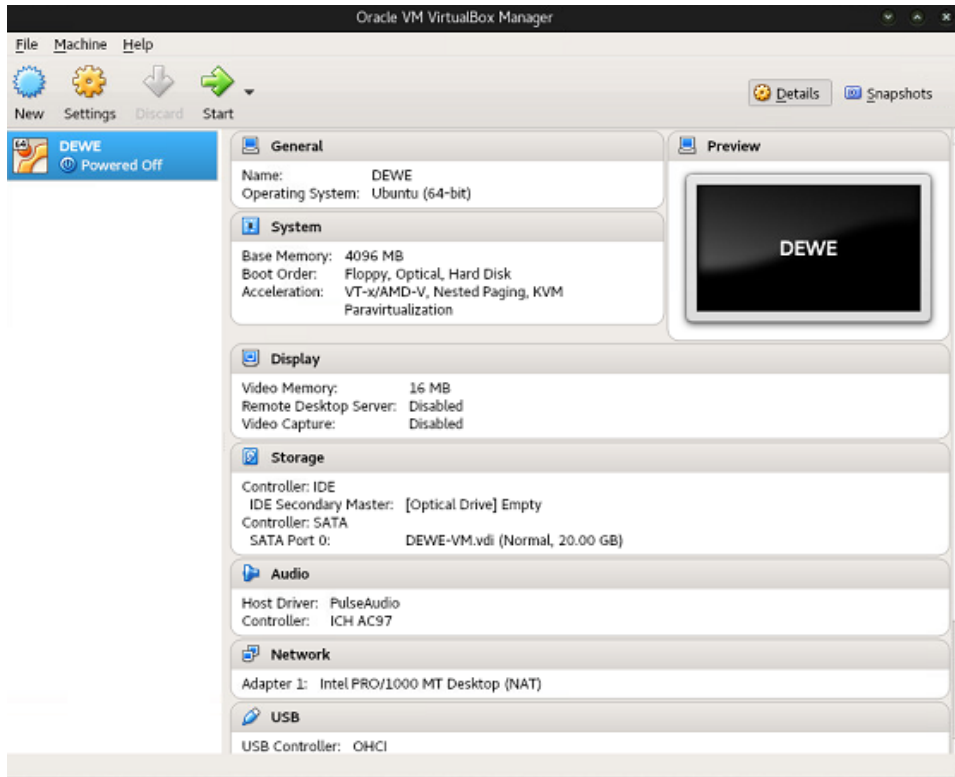 Oracle VM VirtualBox Manager
File Machine Help
New Settings Discard Start
Details Snapshots
64
DEWE
Powered Off
General
Name: DEWE
Operating System: Ubuntu (64-bit)
System
Base Memory: 4096 MB
Boot Order: Floppy, Optical, Hard Disk
Acceleration: VT-x/AMD-V, Nested Paging, KVM
Paravirtualization
Preview
DEWE
Display
Video Memory: 16 MB
Remote Desktop Server: Disabled
Video Capture: Disabled
Storage
Controller: IDE
IDE Secondary Master: [Optical Drive] Empty
Controller: SATA
SATA Port 0: DEWE-VM.vdi (Normal, 20.00 GB)
Audio
Host Driver: PulseAudio
Controller: ICH AC97
Network
Adapter 1: Intel PRO/1000 MT Desktop (NAT)
USB
USB Controller: OHCI